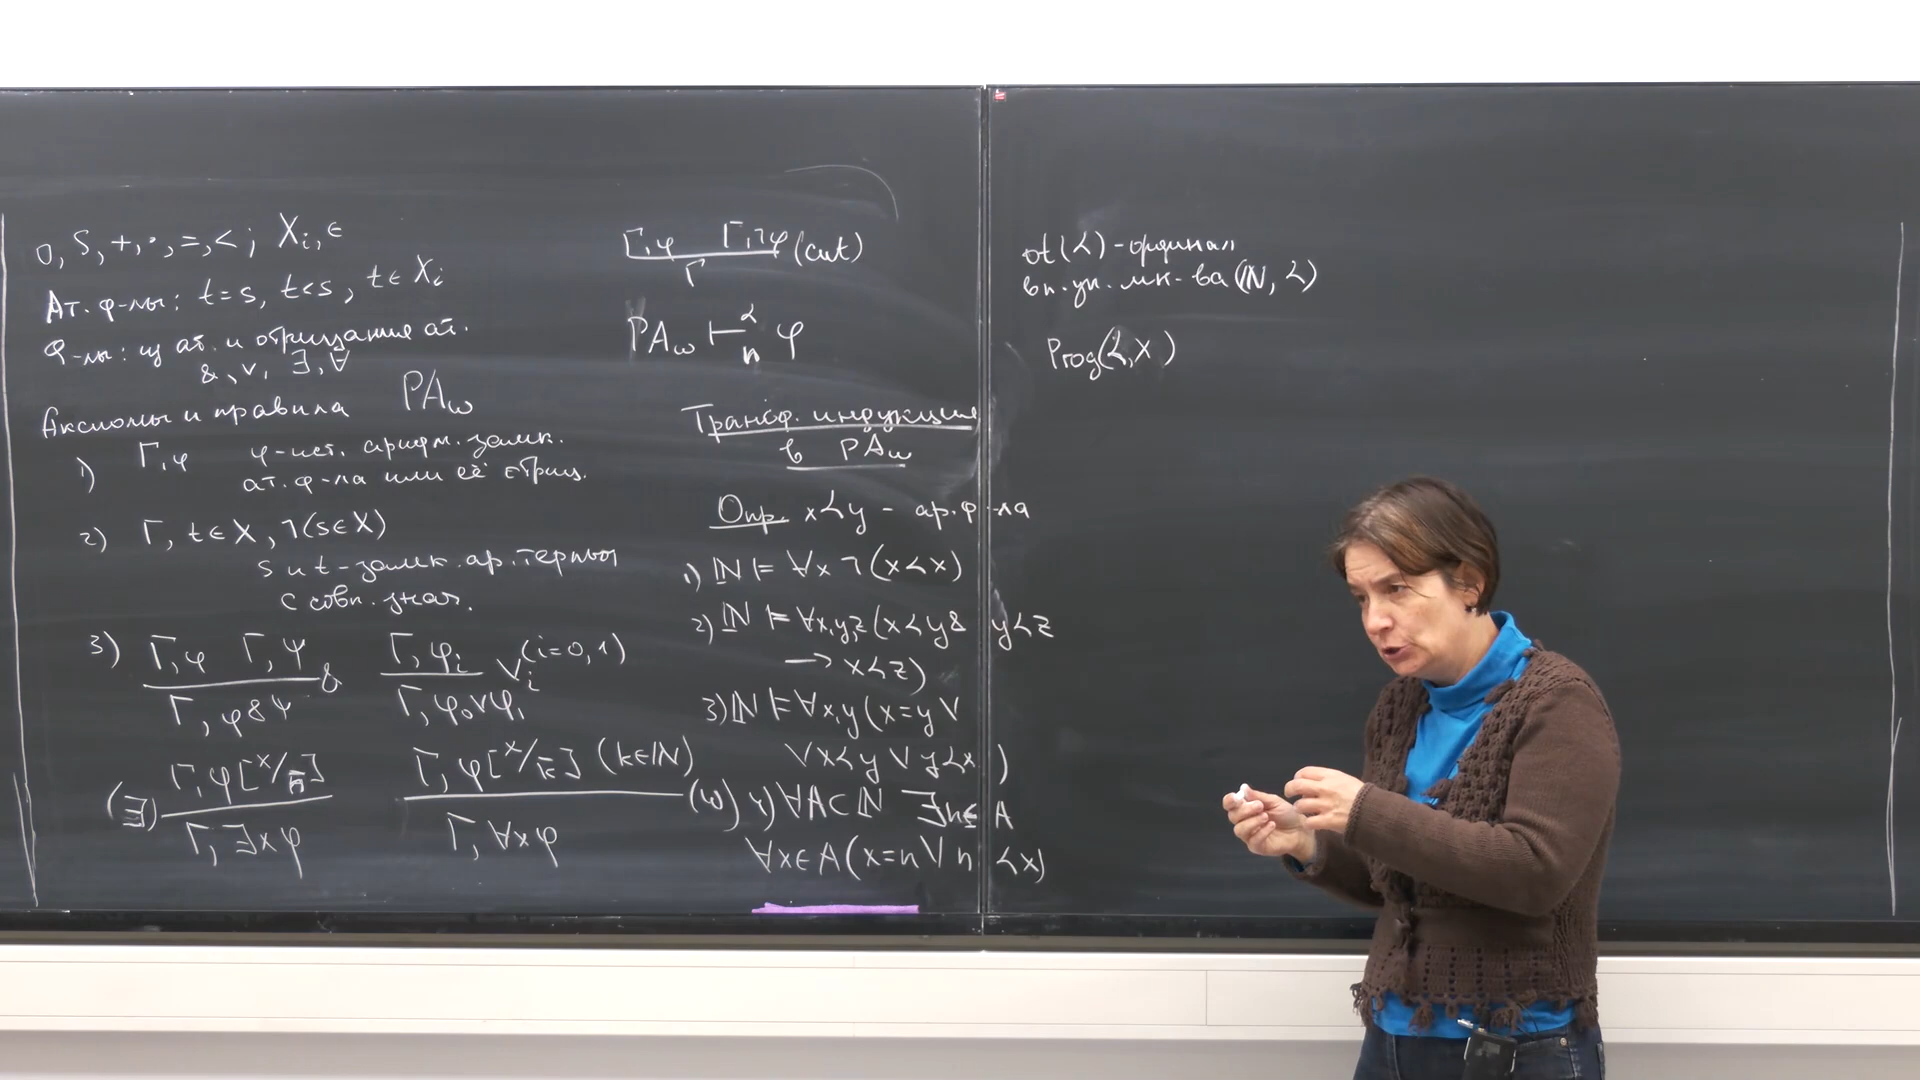 0, S, +, ·, =, <; Xᵢ, ∈
Ат. ф-лы: t=s, t<s, t∈Xᵢ
Ф-лы: из ат. и отрицание ат.
&, ∨, ∃, ∀
Аксиомы и правила PA_ω
1) Γ, φ φ-ист. арифм. замк.
ат. ф-ла или её отриц.
2) Γ, t∈X, ¬(s∈X)
s и t-замк. ар. термы
с совп. знач.
3) Γ,φ Γ,ψ / Γ, φ&ψ & Γ, φᵢ / Γ, φ₀∨φ₁ ∨ᵢ (i=0,1)
(∃) Γ, φ[x/n̄] / Γ, ∃xφ Γ, φ[x/k̄] (k∈ℕ) / Γ, ∀xφ (ω)
Γ,φ Γ,¬φ / Γ (cut)
PA_ω ⊢^α_n φ
Трансф. индукция
в PA_ω
Опр. x≺y - ар. ф-ла
1) ℕ ⊨ ∀x ¬(x≺x)
2) ℕ ⊨ ∀x,y,z (x≺y & y≺z
→ x≺z)
3) ℕ ⊨ ∀x,y (x=y ∨
∨ x≺y ∨ y≺x)
4) ∀A⊂ℕ ∃n∈A
∀x∈A (x=n ∨ n≺x)
ot(≺) - ординал
вп. уп. мн-ва (ℕ, ≺)
Prog(≺, X)